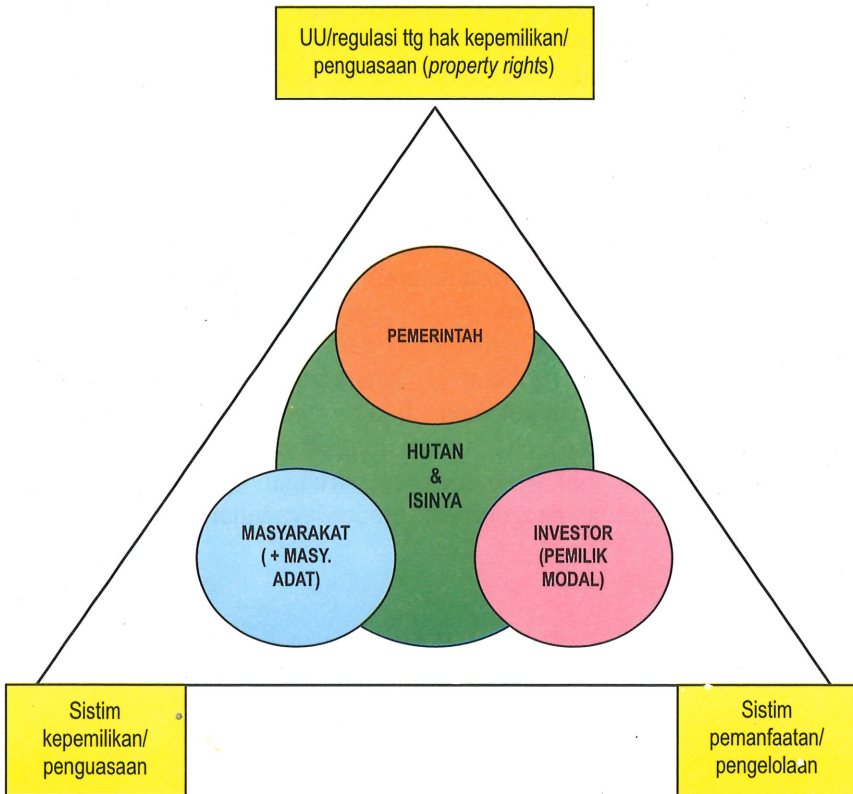 UU/regulasi ttg hak kepemilikan/
penguasaan (property rights)
PEMERINTAH
HUTAN
&
ISINYA
MASYARAKAT
( + MASY.
ADAT)
INVESTOR
(PEMILIK
MODAL)
Sistim
kepemilikan/
penguasaan
Sistim
pemanfaatan/
pengelolaan